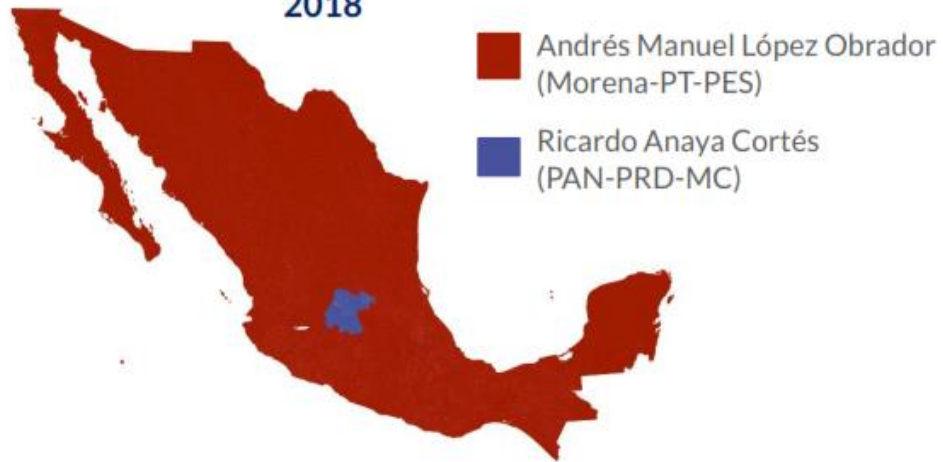 2018
Andrés Manuel López Obrador
(Morena-PT-PES)
Ricardo Anaya Cortés
(PAN-PRD-MC)